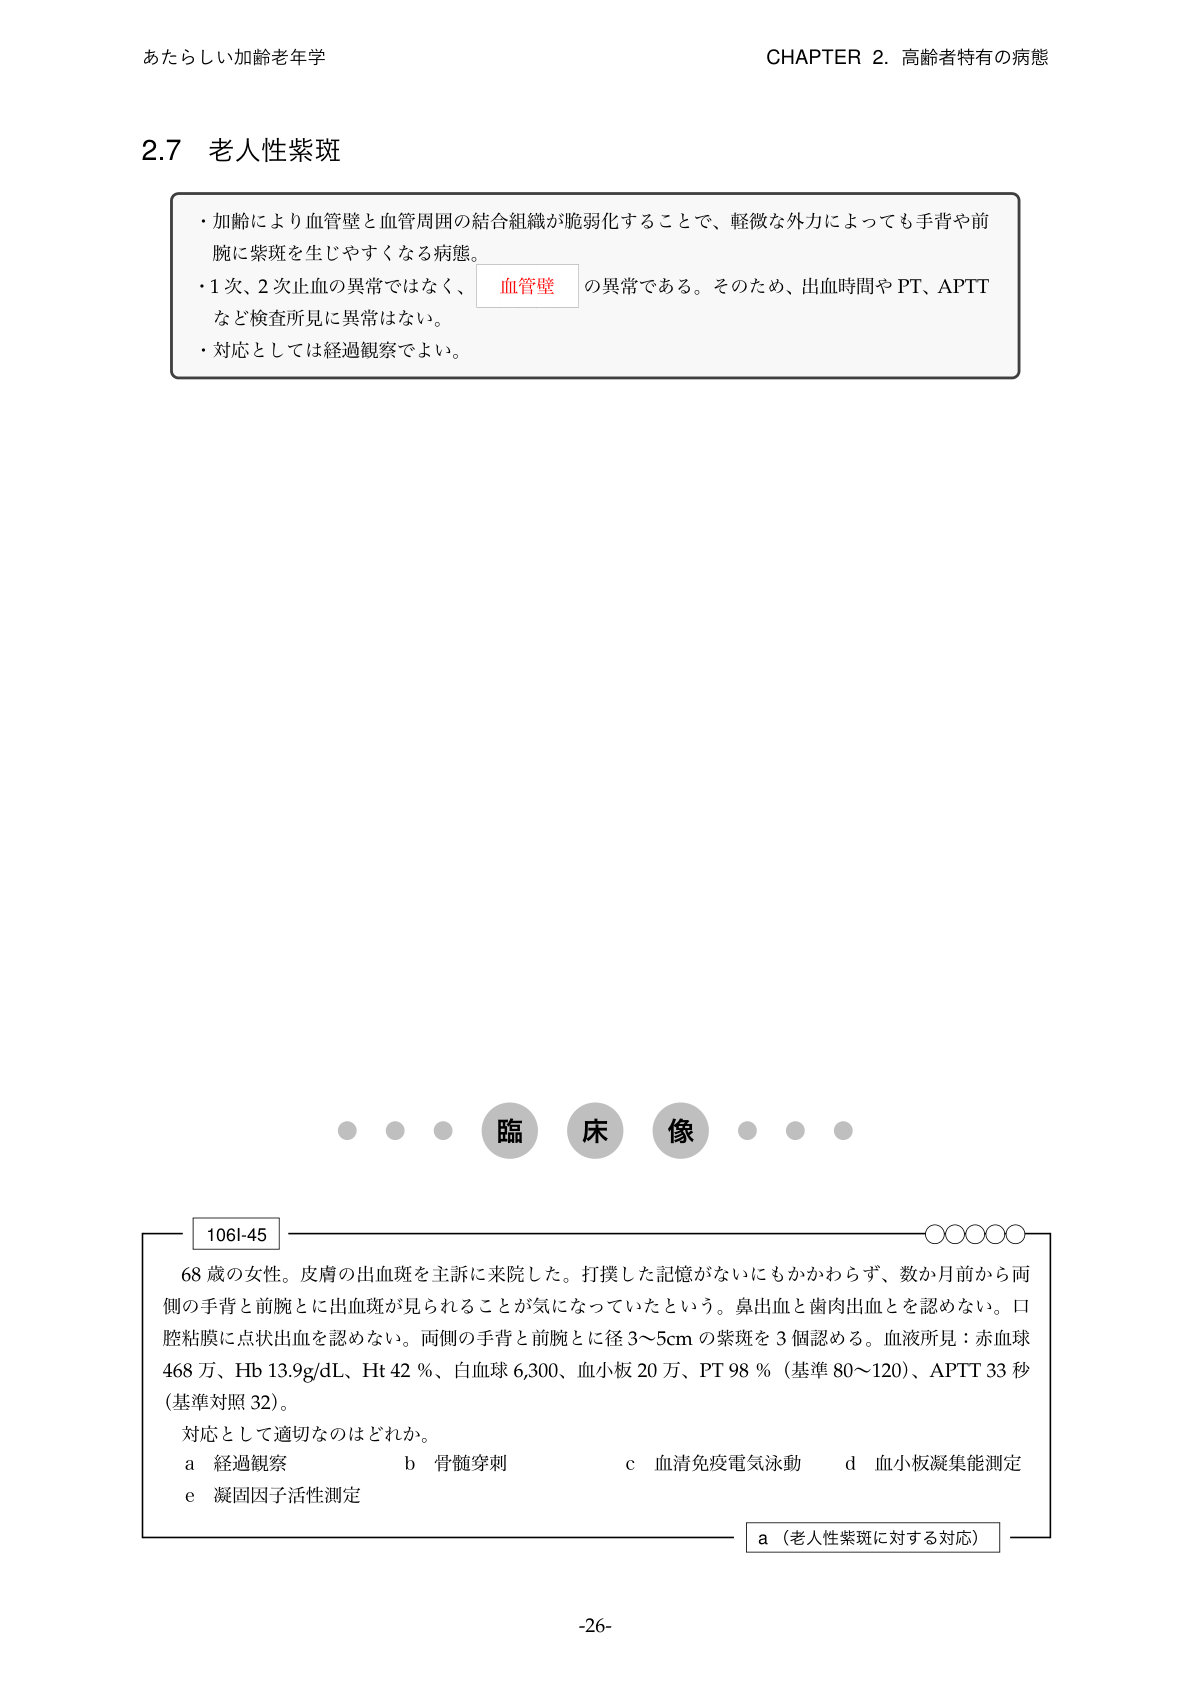 あたらしい加齢老年学
CHAPTER 2. 高齢者特有の病態
2.7 老人性紫斑
・加齢により血管壁と血管周囲の結合組織が脆弱化することで、軽微な外力によっても手背や前
腕に紫斑を生じやすくなる病態。
・1 次、2 次止血の異常ではなく、 血管壁 の異常である。そのため、出血時間や PT、APTT
など検査所見に異常はない。
・対応としては経過観察でよい。
臨 床 像
106I-45
68 歳の女性。皮膚の出血斑を主訴に来院した。打撲した記憶がないにもかかわらず、数か月前から両
側の手背と前腕とに出血斑が見られることが気になっていたという。鼻出血と歯肉出血とを認めない。口
腔粘膜に点状出血を認めない。両側の手背と前腕とに径 3〜5cm の紫斑を 3 個認める。血液所見：赤血球
468 万、Hb 13.9g/dL、Ht 42 %、白血球 6,300、血小板 20 万、PT 98 %（基準 80〜120）、APTT 33 秒
（基準対照 32）。
対応として適切なのはどれか。
a 経過観察 b 骨髄穿刺 c 血清免疫電気泳動 d 血小板凝集能測定
e 凝固因子活性測定
a （老人性紫斑に対する対応）
-26-